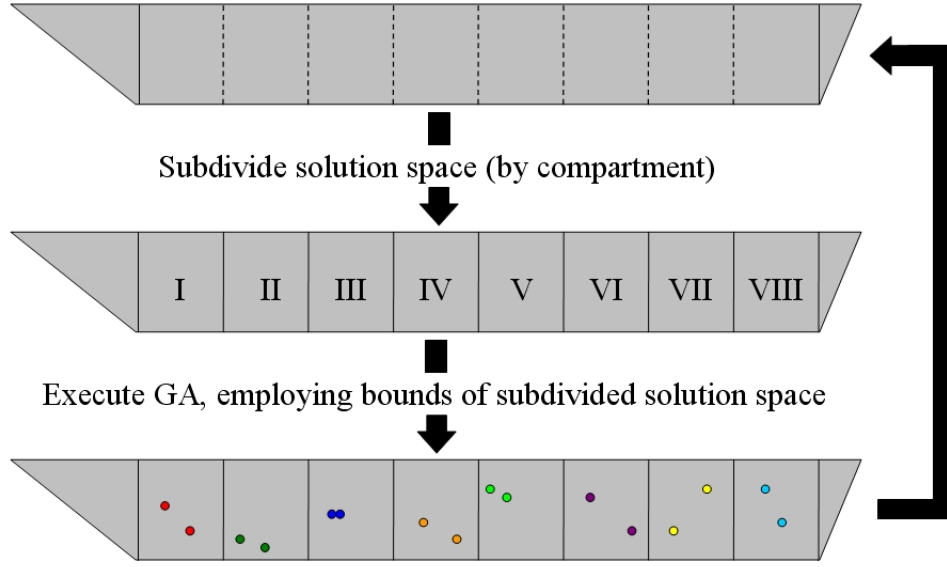 Subdivide solution space (by compartment)
I II III IV V VI VII VIII
Execute GA, employing bounds of subdivided solution space